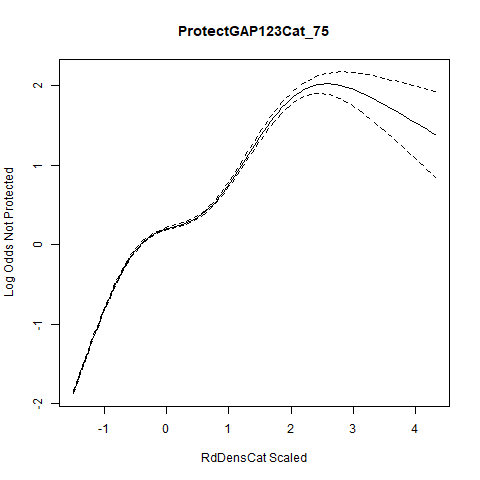 ProtectGAP123Cat_75
Log Odds Not Protected
2
1
0
-1
-2
-1 0 1 2 3 4
RdDensCat Scaled